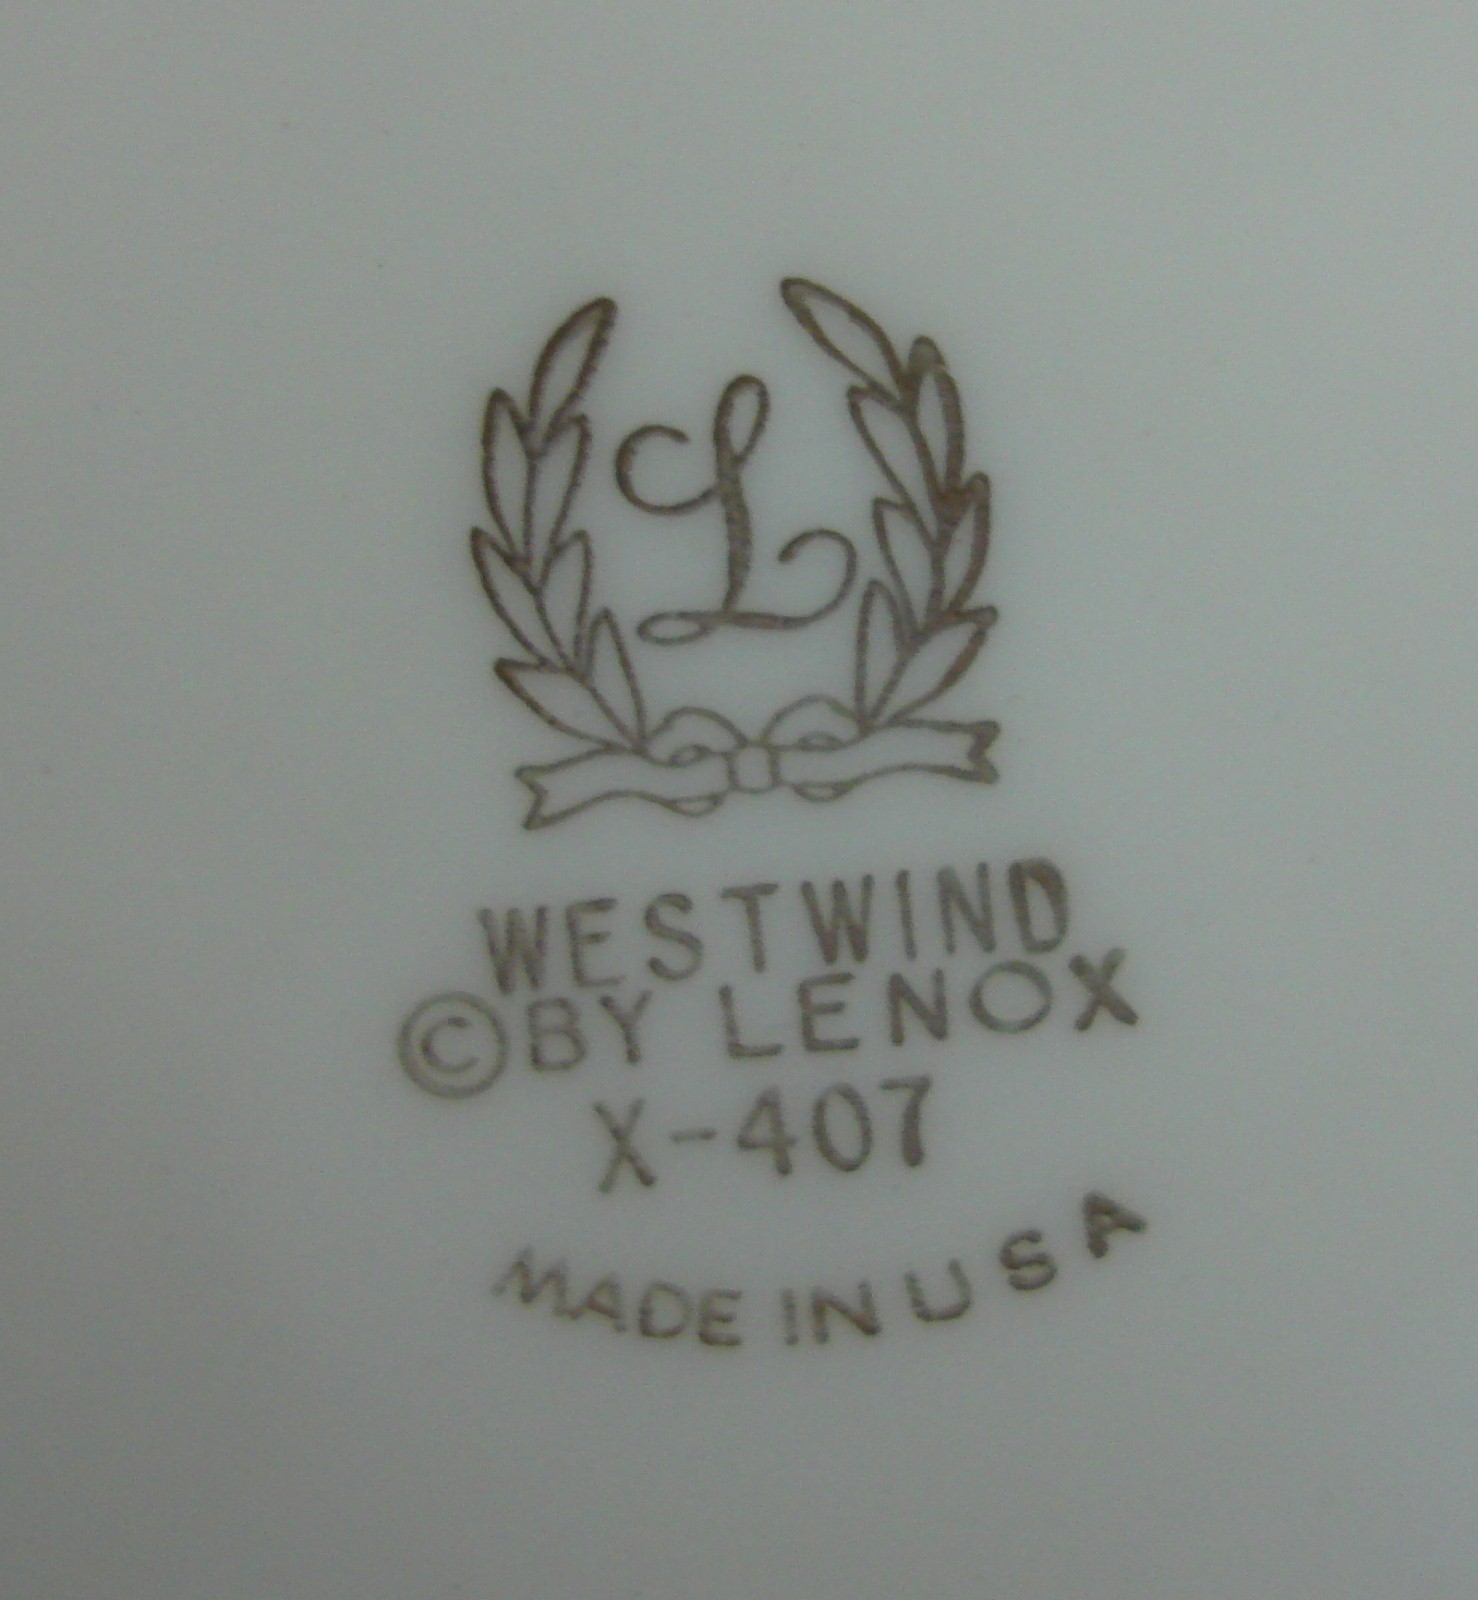 L
WESTWIND
©BY LENOX
X-407
MADE IN USA